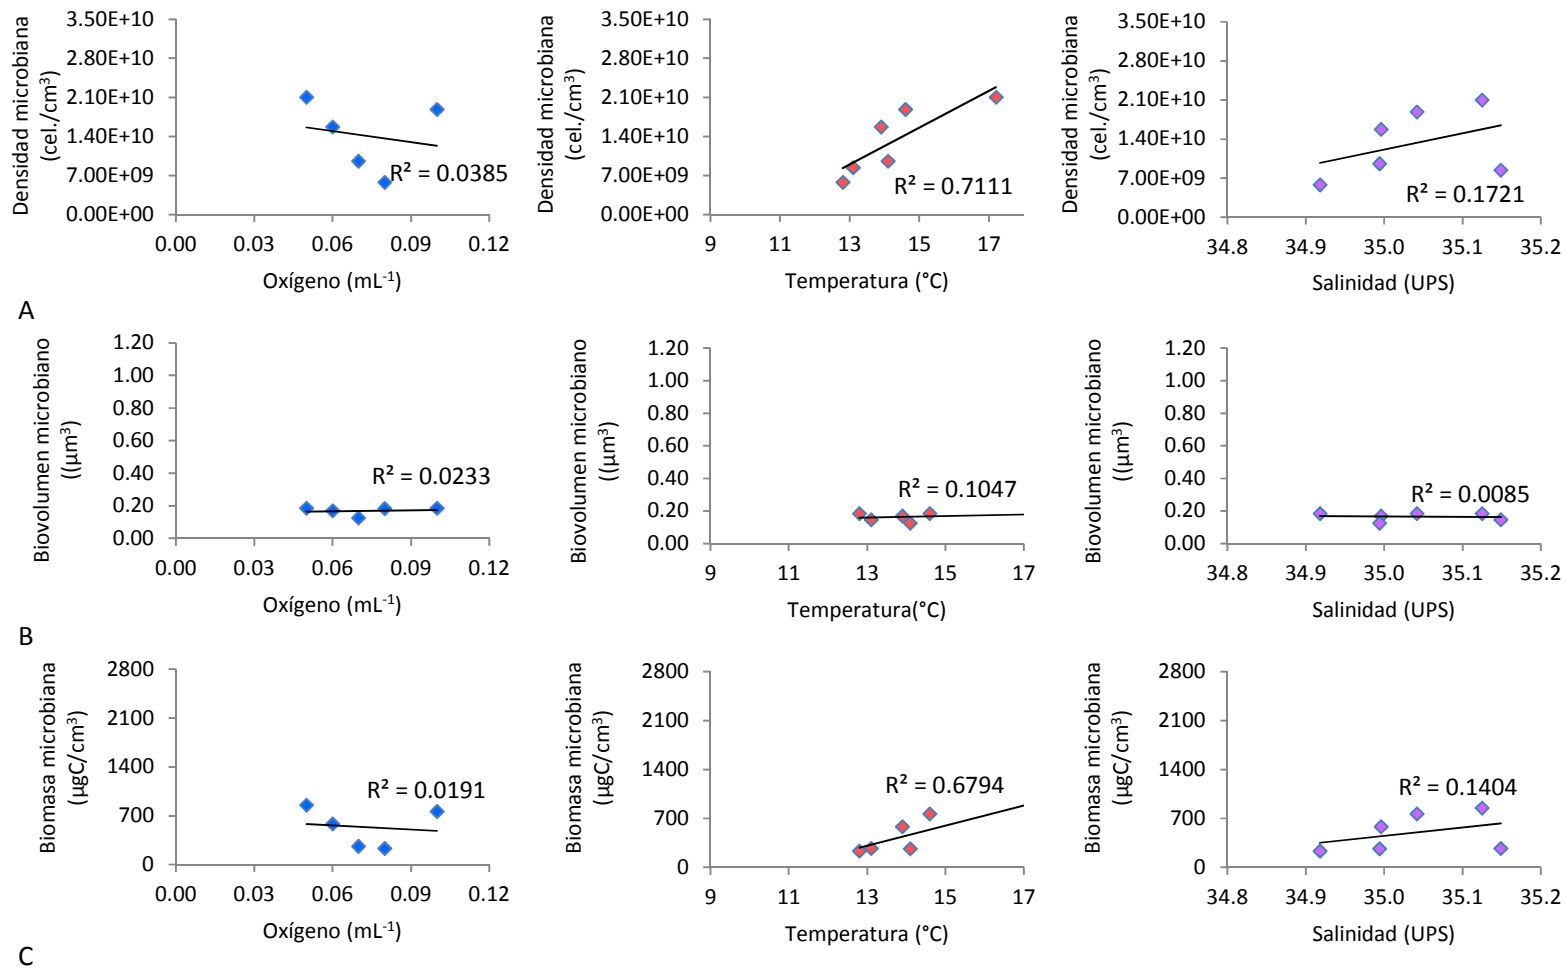 Densidad microbiana
(cel./cm³)
3.50E+10
2.80E+10
2.10E+10
1.40E+10
7.00E+09
0.00E+00
R² = 0.0385
0.00 0.03 0.06 0.09 0.12
Oxígeno (mL⁻¹)
Densidad microbiana
(cel./cm³)
3.50E+10
2.80E+10
2.10E+10
1.40E+10
7.00E+09
0.00E+00
R² = 0.7111
9 11 13 15 17
Temperatura (°C)
Densidad microbiana
(cel./cm³)
3.50E+10
2.80E+10
2.10E+10
1.40E+10
7.00E+09
0.00E+00
R² = 0.1721
34.8 34.9 35.0 35.1 35.2
Salinidad (UPS)
A
Biovolumen microbiano
((µm³)
1.20
1.00
0.80
0.60
0.40
0.20
0.00
R² = 0.0233
0.00 0.03 0.06 0.09 0.12
Oxígeno (mL⁻¹)
Biovolumen microbiano
((µm³)
1.20
1.00
0.80
0.60
0.40
0.20
0.00
R² = 0.1047
9 11 13 15 17
Temperatura(°C)
Biovolumen microbiano
((µm³)
1.20
1.00
0.80
0.60
0.40
0.20
0.00
R² = 0.0085
34.8 34.9 35.0 35.1 35.2
Salinidad (UPS)
B
Biomasa microbiana
(µgC/cm³)
2800
2100
1400
700
0
R² = 0.0191
0.00 0.03 0.06 0.09 0.12
Oxígeno (mL⁻¹)
Biomasa microbiana
(µgC/cm³)
2800
2100
1400
700
0
R² = 0.6794
9 11 13 15 17
Temperatura (°C)
Biomasa microbiana
(µgC/cm³)
2800
2100
1400
700
0
R² = 0.1404
34.8 34.9 35.0 35.1 35.2
Salinidad (UPS)
C